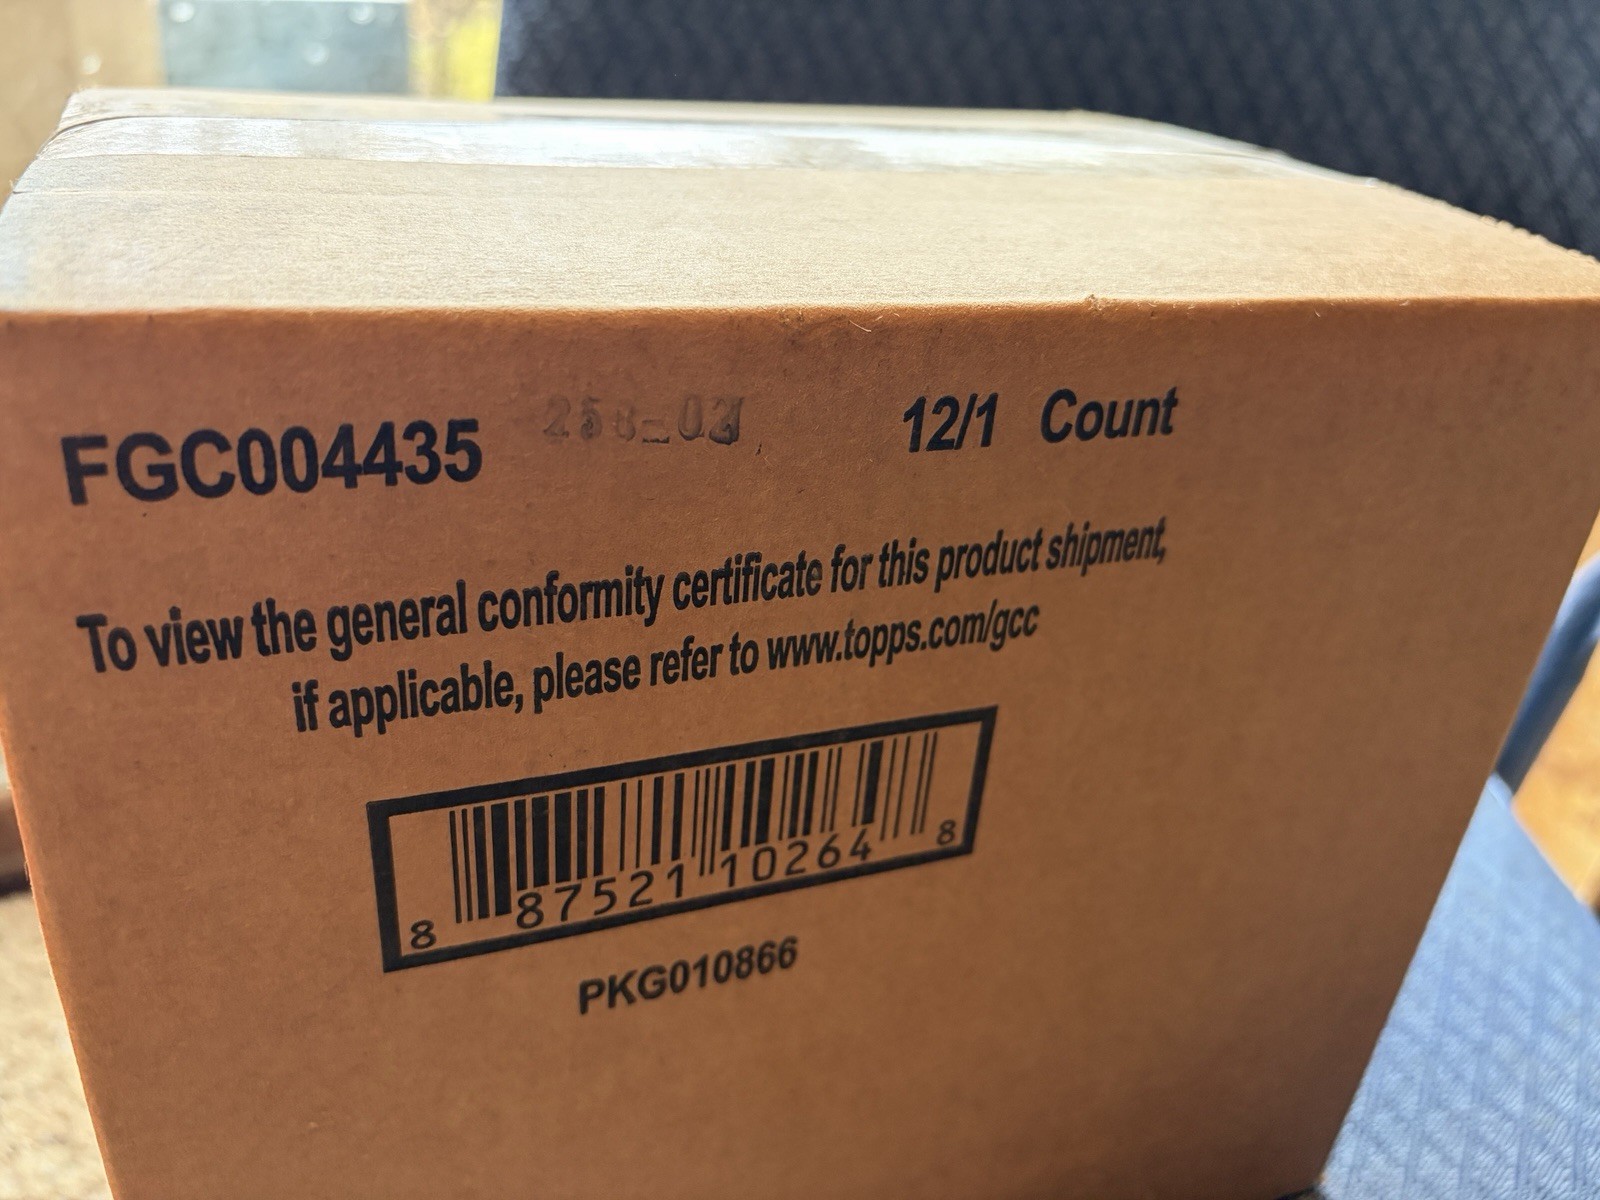 FGC004435 12/1 Count
To view the general conformity certificate for this product shipment,
if applicable, please refer to www.topps.com/gcc
8 87521 10264 8
PKG010866